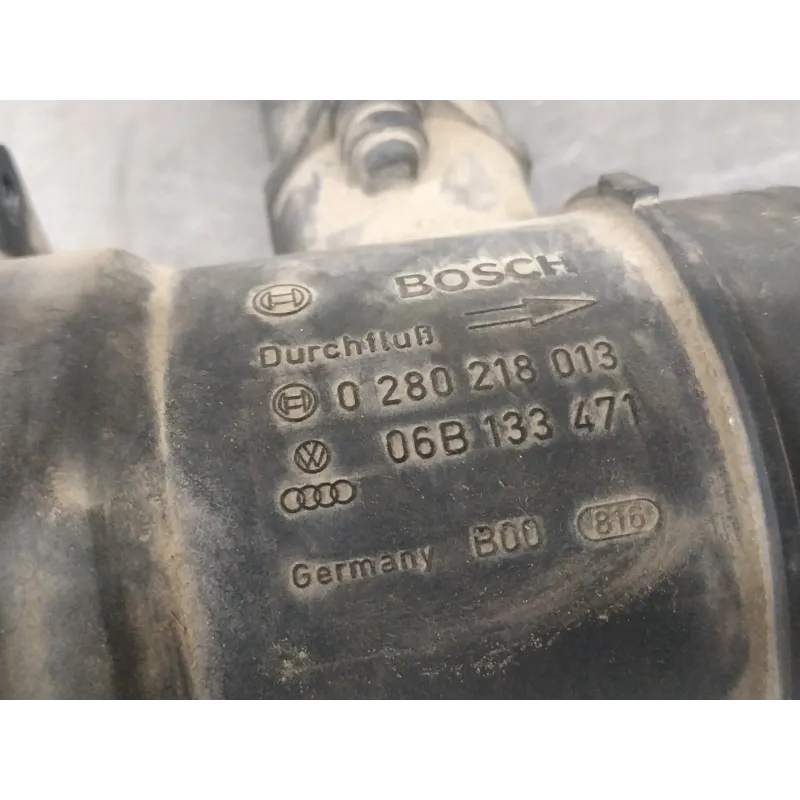 BOSCH
Durchfluß
0 280 218 013
06B 133 471
Germany B00 816